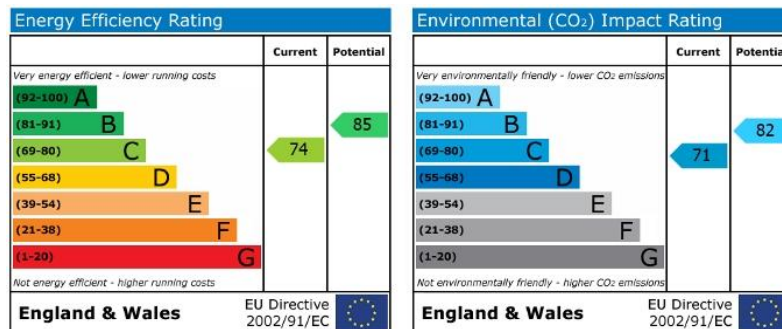 Energy Efficiency Rating
Current Potential
Very energy efficient - lower running costs
(92-100) A
(81-91) B
(69-80) C
(55-68) D
(39-54) E
(21-38) F
(1-20) G
74
85
Not energy efficient - higher running costs
England & Wales
EU Directive
2002/91/EC
Environmental (CO₂) Impact Rating
Current Potential
Very environmentally friendly - lower CO₂ emissions
(92-100) A
(81-91) B
(69-80) C
(55-68) D
(39-54) E
(21-38) F
(1-20) G
71
82
Not environmentally friendly - higher CO₂ emissions
England & Wales
EU Directive
2002/91/EC